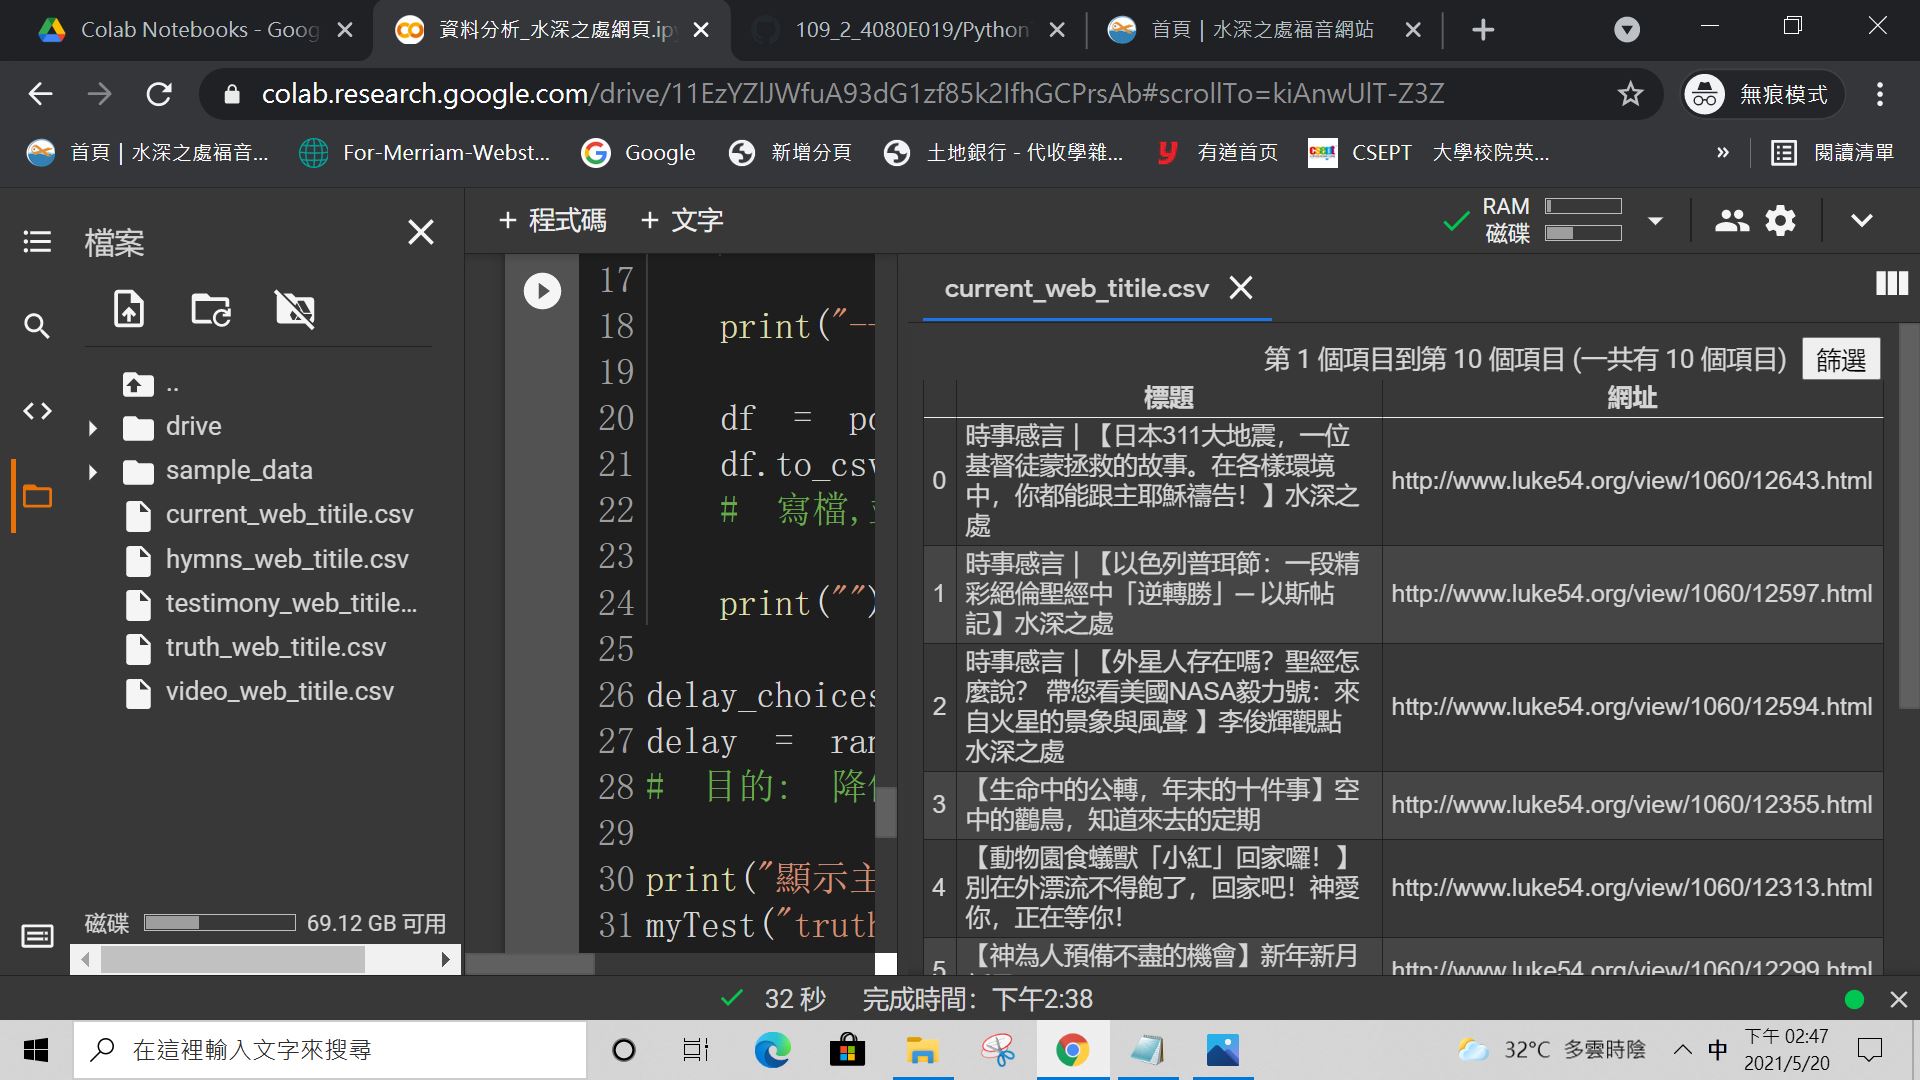 Colab Notebooks - Goog
資料分析_水深之處網頁.ipy
109_2_4080E019/Python
首頁 | 水深之處福音網站
colab.research.google.com/drive/11EzYZlJWfuA93dG1zf85k2IfhGCPrsAb#scrollTo=kiAnwUlT-Z3Z
無痕模式
首頁 | 水深之處福音...
For-Merriam-Webst...
Google
新增分頁
土地銀行 - 代收學雜...
有道首页
CSEPT 大學校院英...
»
閱讀清單
檔案
+ 程式碼 + 文字
RAM
磁碟
..
drive
sample_data
current_web_titile.csv
hymns_web_titile.csv
testimony_web_titile...
truth_web_titile.csv
video_web_titile.csv
磁碟 69.12 GB 可用
17
18 print("--
19
20 df =
21 df.to_csv
22 # 寫檔,
23
24 print("")
25
26 delay_choices
27 delay = ran
28 # 目的:
29
30 print("顯示主
31 myTest("truth
current_web_titile.csv
第 1 個項目到第 10 個項目 (一共有 10 個項目) 篩選
標題 網址
0 時事感言 | 【日本311大地震，一位
基督徒蒙拯救的故事。在各樣環境
中，你都能跟主耶穌禱告！】水深之
處
http://www.luke54.org/view/1060/12643.html
1 時事感言 | 【以色列普珥節：一段精
彩絕倫聖經中「逆轉勝」─ 以斯帖
記】水深之處
http://www.luke54.org/view/1060/12597.html
2 時事感言 | 【外星人存在嗎？聖經怎
麼說？ 帶您看美國NASA毅力號：來
自火星的景象與風聲 】李俊輝觀點
水深之處
http://www.luke54.org/view/1060/12594.html
3 【生命中的公轉，年末的十件事】空
中的鸛鳥，知道來去的定期
http://www.luke54.org/view/1060/12355.html
4 【動物園食蟻獸「小紅」回家囉！】
別在外漂流不得飽了，回家吧！神愛
你，正在等你！
http://www.luke54.org/view/1060/12313.html
5 【神為人預備不盡的機會】新年新月
http://www.luke54.org/view/1060/12299.html
32 秒 完成時間：下午2:38
在這裡輸入文字來搜尋
32°C 多雲時陰
中
下午 02:47
2021/5/20